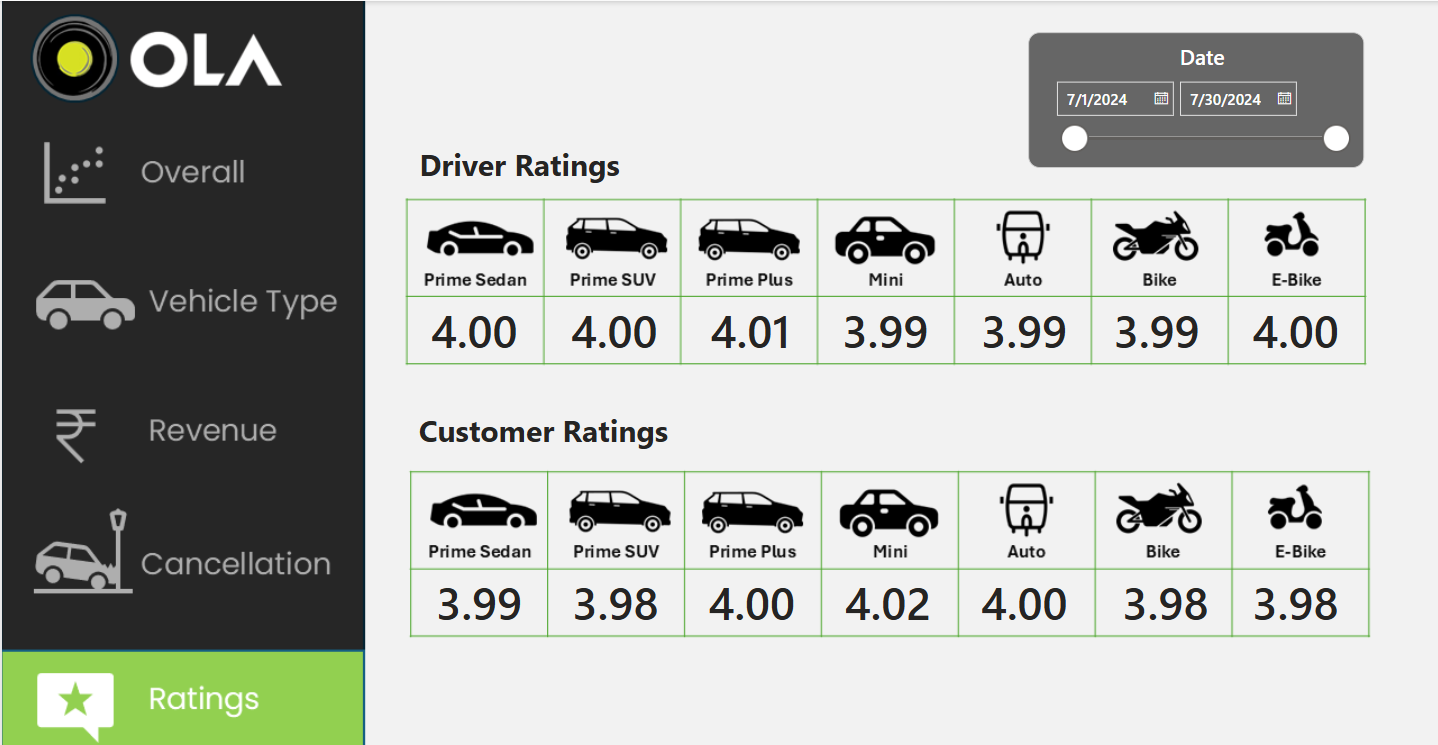 OLA
Overall
Vehicle Type
₹ Revenue
Cancellation
Ratings
Date
7/1/2024 7/30/2024
Driver Ratings
Prime Sedan Prime SUV Prime Plus Mini Auto Bike E-Bike
4.00 4.00 4.01 3.99 3.99 3.99 4.00
Customer Ratings
Prime Sedan Prime SUV Prime Plus Mini Auto Bike E-Bike
3.99 3.98 4.00 4.02 4.00 3.98 3.98